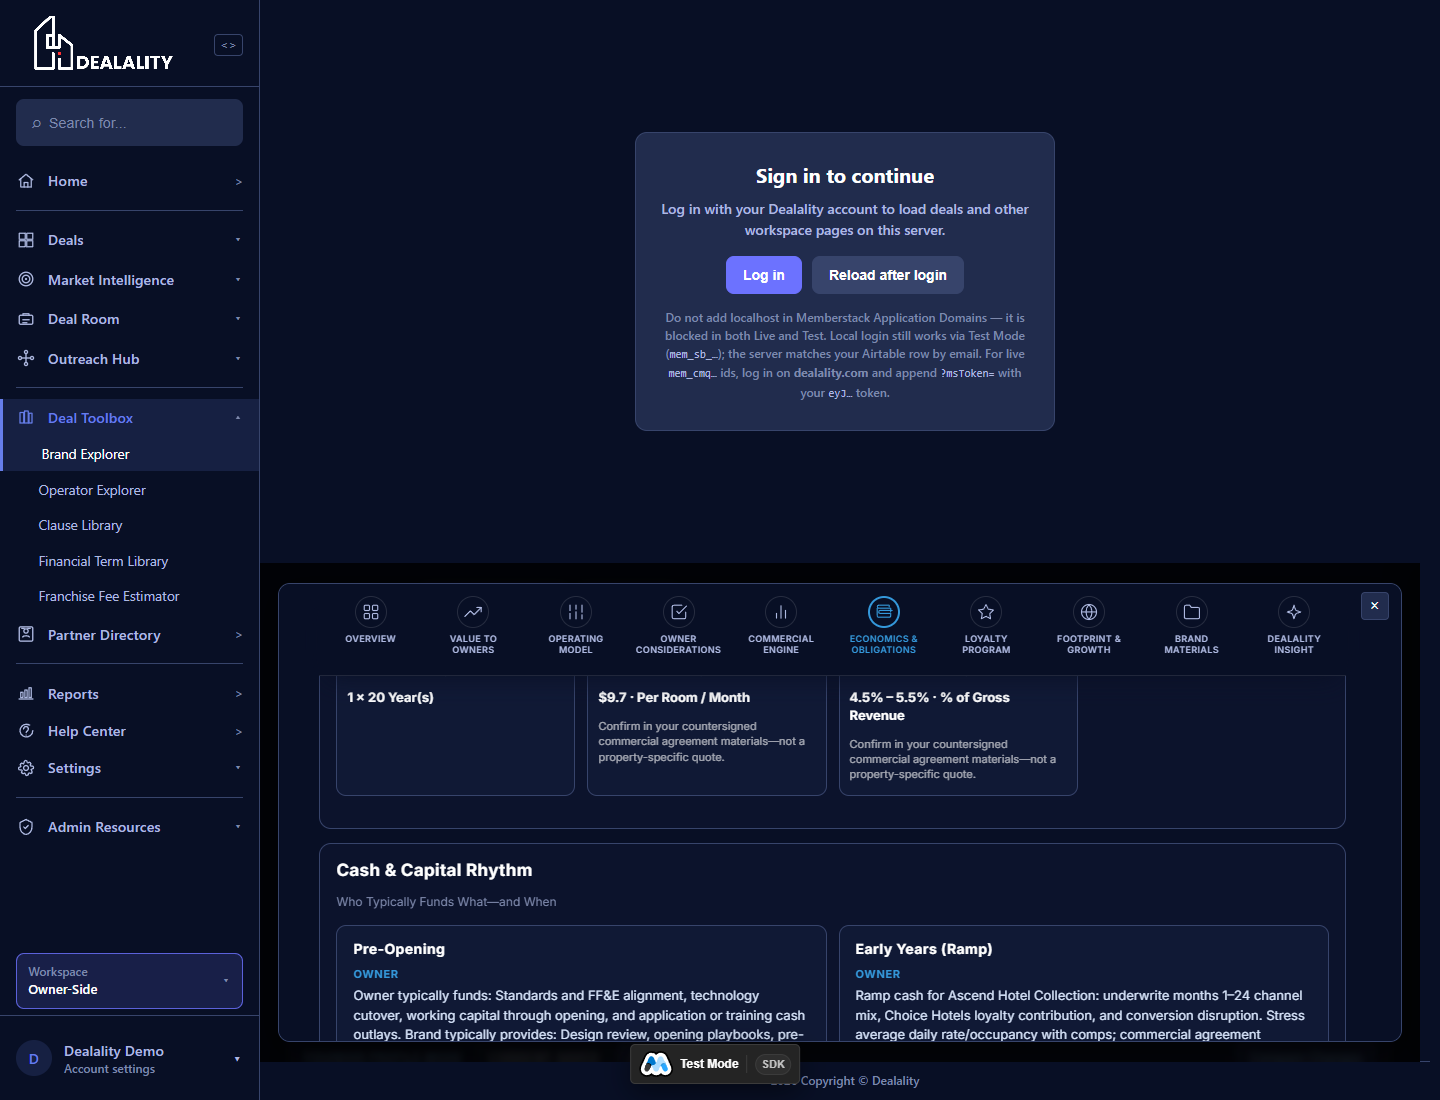 DEALALITY
<>
Search for...
Home
Deals
Market Intelligence
Deal Room
Outreach Hub
Deal Toolbox
Brand Explorer
Operator Explorer
Clause Library
Financial Term Library
Franchise Fee Estimator
Partner Directory
Reports
Help Center
Settings
Admin Resources
Workspace
Owner-Side
D
Dealality Demo
Account settings
Sign in to continue
Log in with your Dealality account to load deals and other
workspace pages on this server.
Log in
Reload after login
Do not add localhost in Memberstack Application Domains — it is
blocked in both Live and Test. Local login still works via Test Mode
(mem_sb_…); the server matches your Airtable row by email. For live
mem_cmq… ids, log in on dealality.com and append ?msToken= with
your eyJ… token.
×
OVERVIEW
VALUE TO
OWNERS
OPERATING
MODEL
OWNER
CONSIDERATIONS
COMMERCIAL
ENGINE
ECONOMICS &
OBLIGATIONS
LOYALTY
PROGRAM
FOOTPRINT &
GROWTH
BRAND
MATERIALS
DEALALITY
INSIGHT
1 × 20 Year(s)
$9.7 · Per Room / Month
Confirm in your countersigned
commercial agreement materials—not a
property-specific quote.
4.5% – 5.5% · % of Gross
Revenue
Confirm in your countersigned
commercial agreement materials—not a
property-specific quote.
Cash & Capital Rhythm
Who Typically Funds What—and When
Pre-Opening
OWNER
Owner typically funds: Standards and FF&E alignment, technology
cutover, working capital through opening, and application or training cash
outlays. Brand typically provides: Design review, opening playbooks, pre-
Early Years (Ramp)
OWNER
Ramp cash for Ascend Hotel Collection: underwrite months 1–24 channel
mix, Choice Hotels loyalty contribution, and conversion disruption. Stress
average daily rate/occupancy with comps; commercial agreement
Test Mode
SDK
Copyright © Dealality